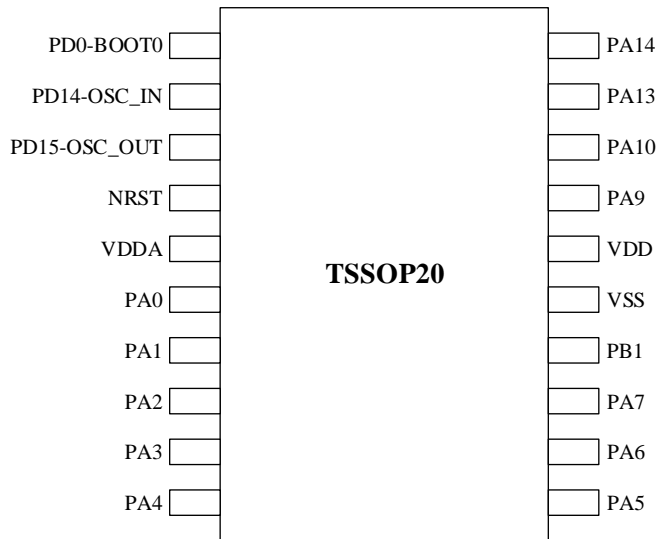 PD0-BOOT0
PD14-OSC_IN
PD15-OSC_OUT
NRST
VDDA
PA0
PA1
PA2
PA3
PA4
TSSOP20
PA14
PA13
PA10
PA9
VDD
VSS
PB1
PA7
PA6
PA5